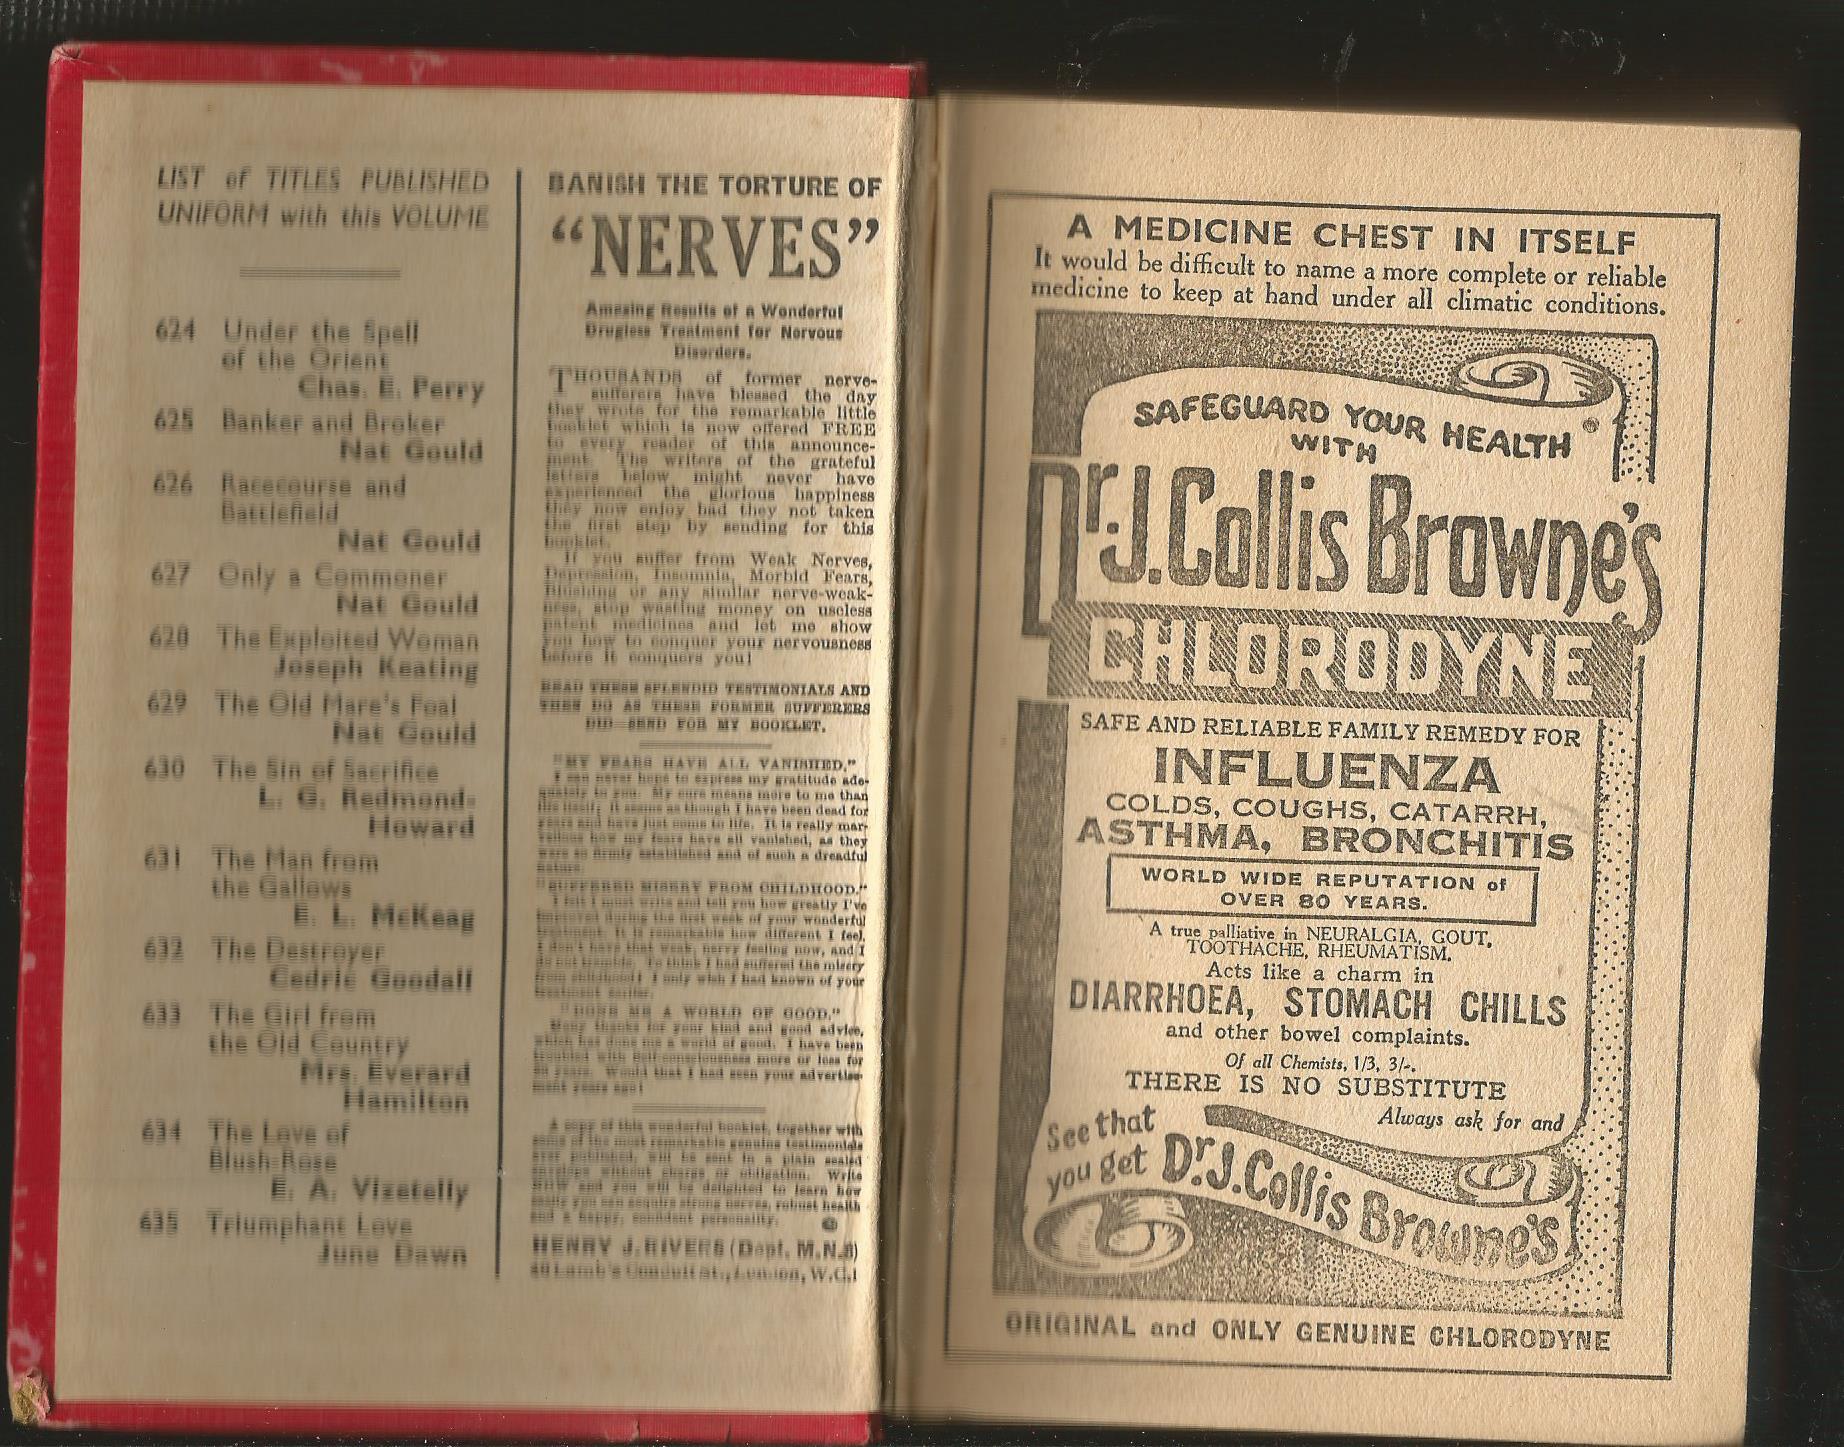 LIST of TITLES PUBLISHED
UNIFORM with this VOLUME
624 Under the Spell
of the Orient
Chas. E. Perry
625 Banker and Broker
Nat Gould
626 Racecourse and
Battlefield
Nat Gould
627 Only a Commoner
Nat Gould
628 The Exploited Woman
Joseph Keating
629 The Old Mare's Foal
Nat Gould
630 The Sin of Sacrifice
L. G. Redmond-
Howard
631 The Man from
the Gallows
E. L. McKeag
632 The Destroyer
Cedric Goodall
633 The Girl from
the Old Country
Mrs. Everard
Hamilton
634 The Love of
Blush-Rose
E. A. Vizetelly
635 Triumphant Love
June Dawn
BANISH THE TORTURE OF
“NERVES”
Amazing Results of a Wonderful
Drugless Treatment for Nervous
Disorders.
THOUSANDS of former nerve-
sufferers have blessed the day
they wrote for the remarkable little
booklet which is now offered FREE
to every reader of this announce-
ment. The writers of the grateful
letters below might never have
experienced the glorious happiness
they now enjoy had they not taken
the first step by sending for this
booklet.
If you suffer from Weak Nerves,
Depression, Insomnia, Morbid Fears,
Blushing or any similar nerve-weak-
ness, stop wasting money on useless
patent medicines and let me show
you how to conquer your nervousness
before it conquers you!
READ THESE SPLENDID TESTIMONIALS AND
THEN DO AS THESE FORMER SUFFERERS
DID—SEND FOR MY BOOKLET.
"MY FEARS HAVE ALL VANISHED."
I can never hope to express my gratitude ade-
quately to you. My cure means more to me than
life itself; it seems as though I have been dead for
years and have just come to life. It is really mar-
vellous how my fears have all vanished, as they
were so firmly established and of such a dreadful
nature.
"SUFFERED MISERY FROM CHILDHOOD."
I felt I must write and tell you how greatly I've
improved during the first week of your wonderful
treatment. It is remarkable how different I feel.
I don't have that weak, nervy feeling now, and I
do not tremble. To think I had suffered the misery
from childhood! I only wish I had known of your
treatment earlier.
"DONE ME A WORLD OF GOOD."
Many thanks for your kind and good advice,
which has done me a world of good. I have been
troubled with Self-consciousness more or less for
years. Would that I had seen your advertise-
ment years ago!
A copy of this wonderful booklet, together with
some of the most remarkable genuine testimonials
ever published, will be sent in a plain sealed
envelope without charge or obligation. Write
NOW and you will be delighted to learn how
easily you can acquire strong nerves, robust health
and a happy, confident personality.
HENRY J. RIVERS (Dept. M.N.8)
Lamb's Conduit St., London, W.C.1
A MEDICINE CHEST IN ITSELF
It would be difficult to name a more complete or reliable
medicine to keep at hand under all climatic conditions.
SAFEGUARD YOUR HEALTH
WITH
Dr. J. Collis Browne's
CHLORODYNE
SAFE AND RELIABLE FAMILY REMEDY FOR
INFLUENZA
COLDS, COUGHS, CATARRH,
ASTHMA, BRONCHITIS
WORLD WIDE REPUTATION of
OVER 80 YEARS.
A true palliative in NEURALGIA, GOUT,
TOOTHACHE, RHEUMATISM.
Acts like a charm in
DIARRHOEA, STOMACH CHILLS
and other bowel complaints.
Of all Chemists, 1/3, 3/-.
THERE IS NO SUBSTITUTE
Always ask for and
See that
you get Dr. J. Collis Browne's
ORIGINAL and ONLY GENUINE CHLORODYNE